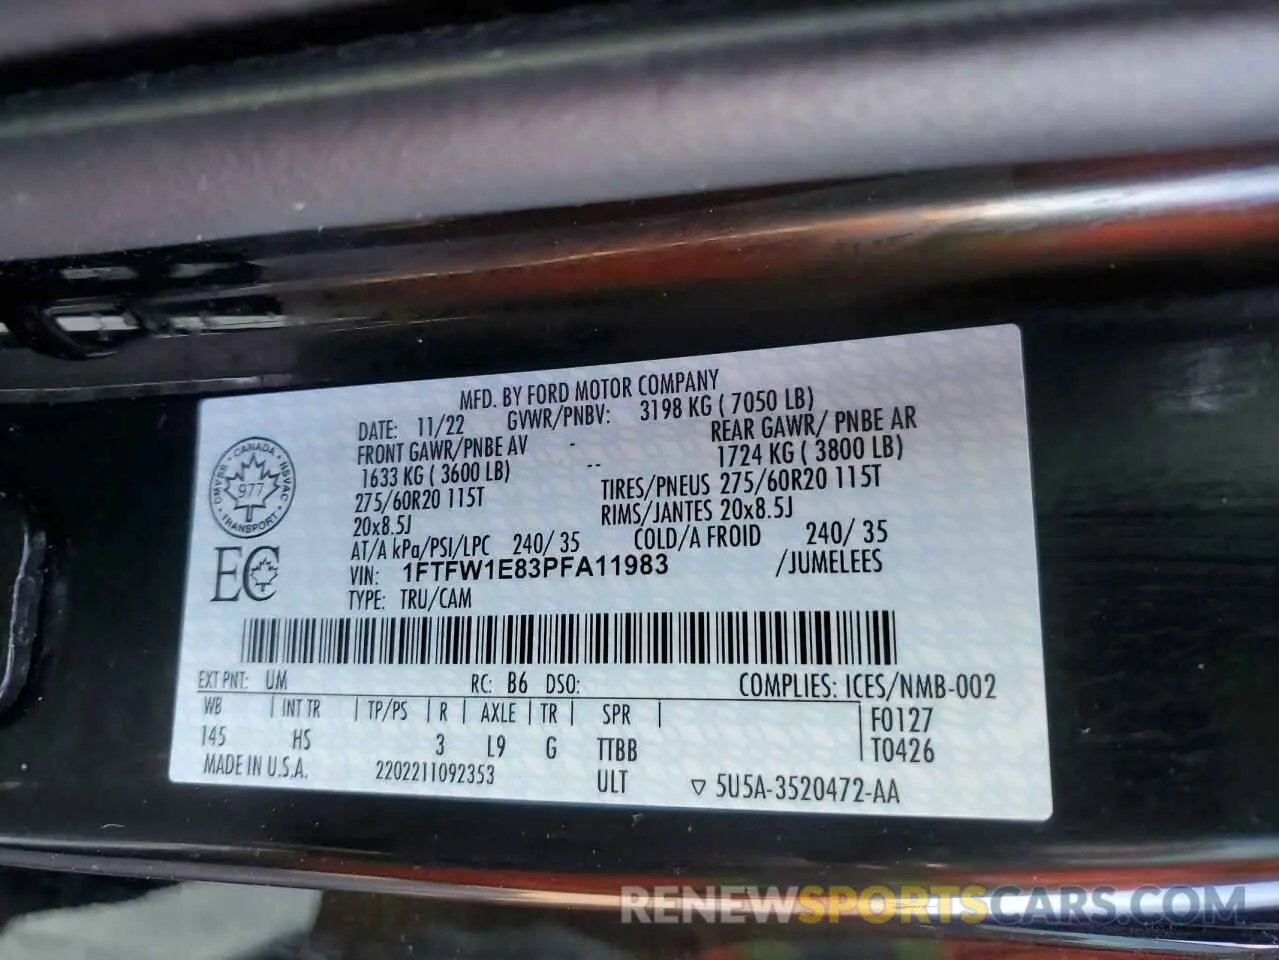 MFD. BY FORD MOTOR COMPANY
DATE: 11/22 GVWR/PNBV: 3198 KG ( 7050 LB)
FRONT GAWR/PNBE AV - REAR GAWR/ PNBE AR
1633 KG ( 3600 LB) -- 1724 KG ( 3800 LB)
275/60R20 115T TIRES/PNEUS 275/60R20 115T
20x8.5J RIMS/JANTES 20x8.5J
AT/A kPa/PSI/LPC 240/ 35 COLD/A FROID 240/ 35
VIN: 1FTFW1E83PFA11983 /JUMELEES
TYPE: TRU/CAM
CANADA
CMVSS NSVAC
977
TRANSPORT
EC
EXT PNT: UM RC: B6 DSO: COMPLIES: ICES/NMB-002
WB | INT TR | TP/PS | R | AXLE | TR | SPR | F0127
145 HS 3 L9 G TTBB T0426
MADE IN U.S.A. 2202211092353 ULT ▽ 5U5A-3520472-AA
RENEWSPORTSCARS.COM